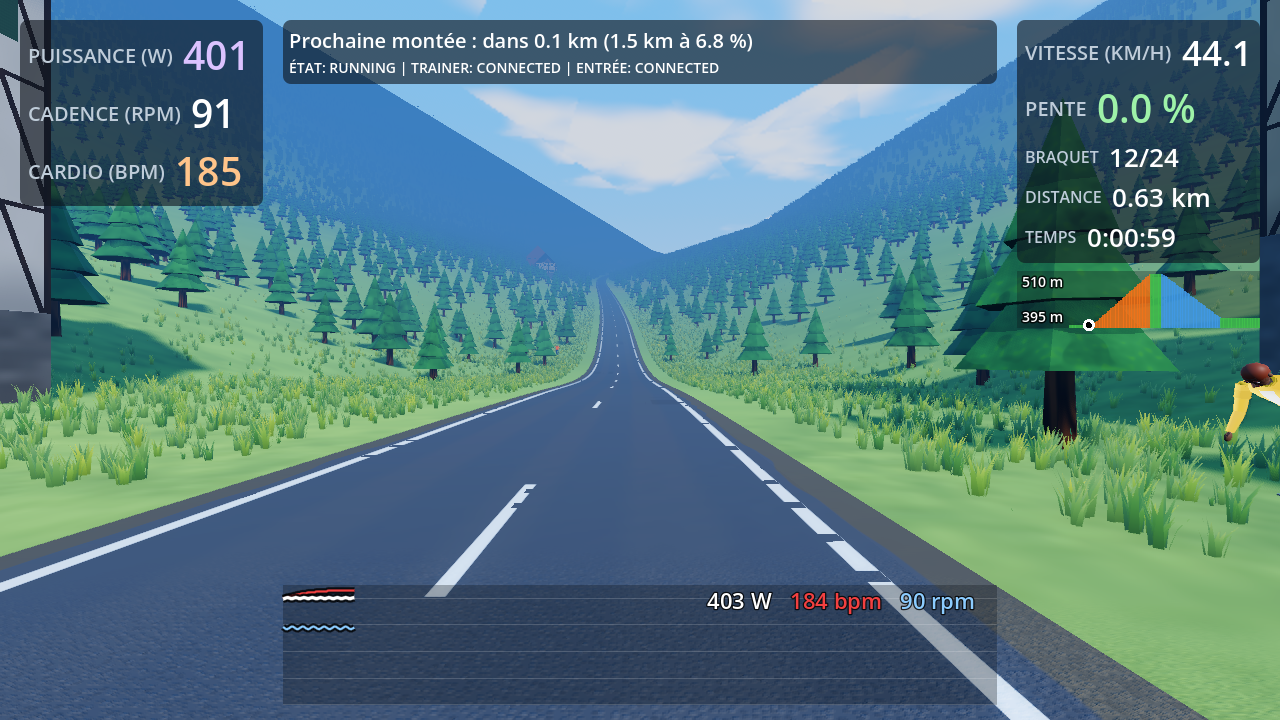 PUISSANCE (W) 401
CADENCE (RPM) 91
CARDIO (BPM) 185
Prochaine montée : dans 0.1 km (1.5 km à 6.8 %)
ÉTAT: RUNNING | TRAINER: CONNECTED | ENTRÉE: CONNECTED
VITESSE (KM/H) 44.1
PENTE 0.0 %
BRAQUET 12/24
DISTANCE 0.63 km
TEMPS 0:00:59
510 m
395 m
403 W 184 bpm 90 rpm